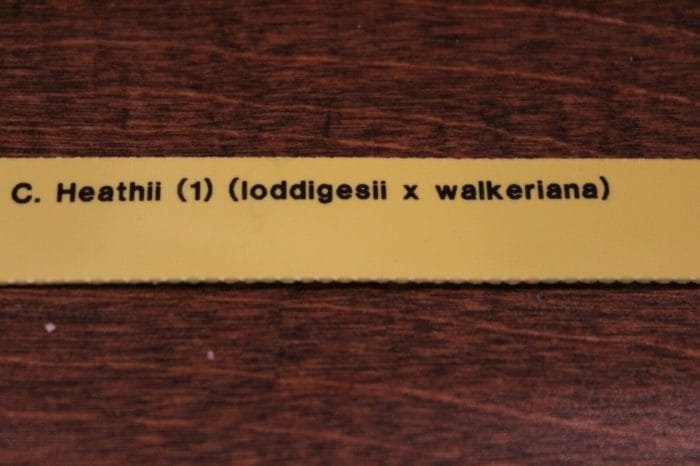 C. Heathii (1) (loddigesii x walkeriana)